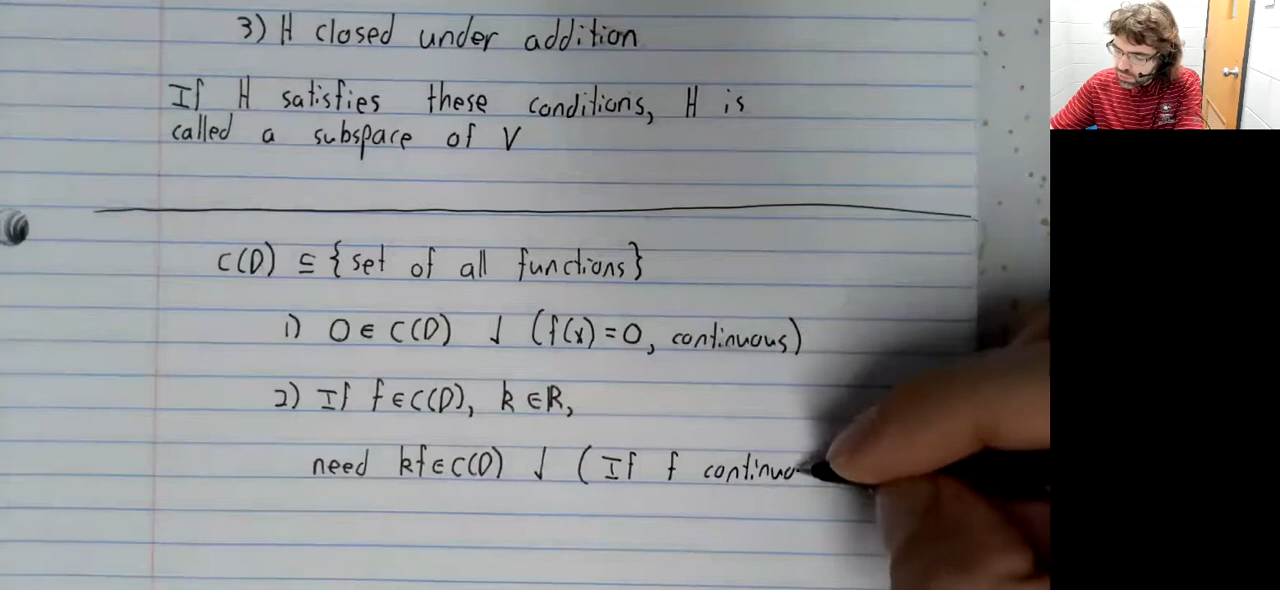 3) H closed under addition
If H satisfies these conditions, H is
called a subspace of V
C(D) ⊆ {set of all functions}
1) 0 ∈ C(D) ✓ (f(x) = 0, continuous)
2) If f ∈ C(D), k ∈ R,
need kf ∈ C(D) ✓ (If f continuo